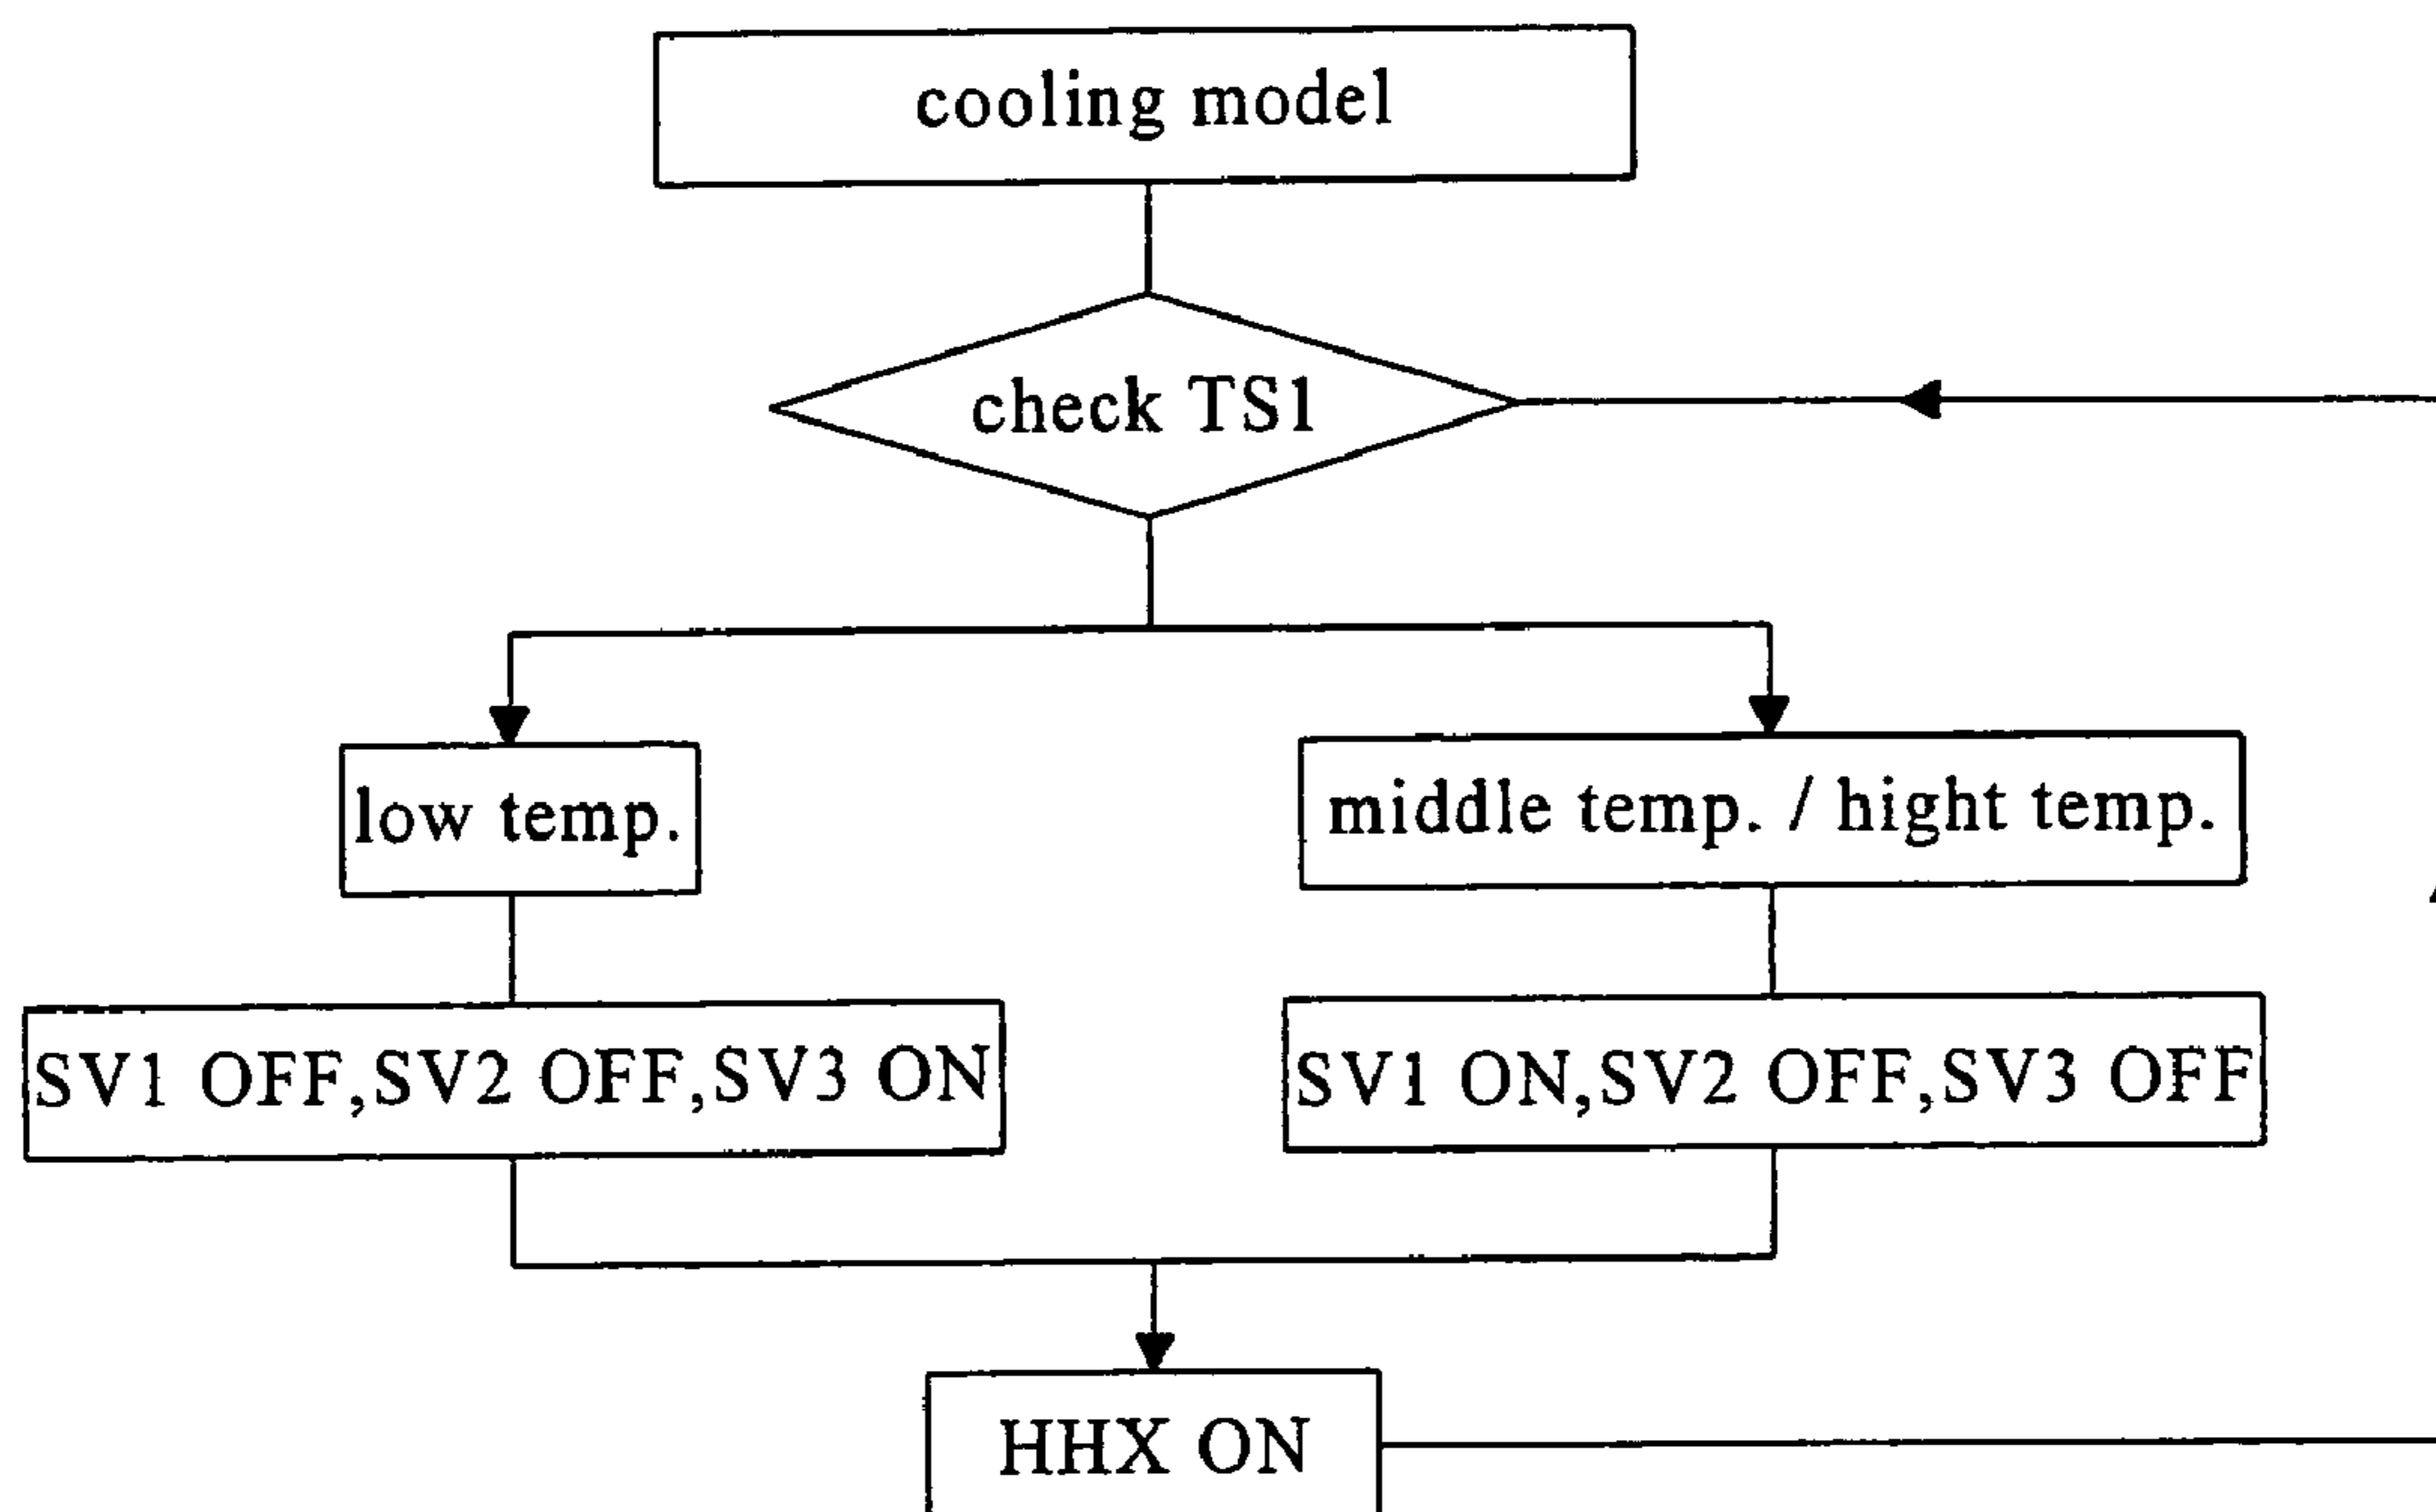 cooling model
check TS1
low temp.
middle temp. / hight temp.
SV1 OFF,SV2 OFF,SV3 ON
SV1 ON,SV2 OFF,SV3 OFF
HHX ON